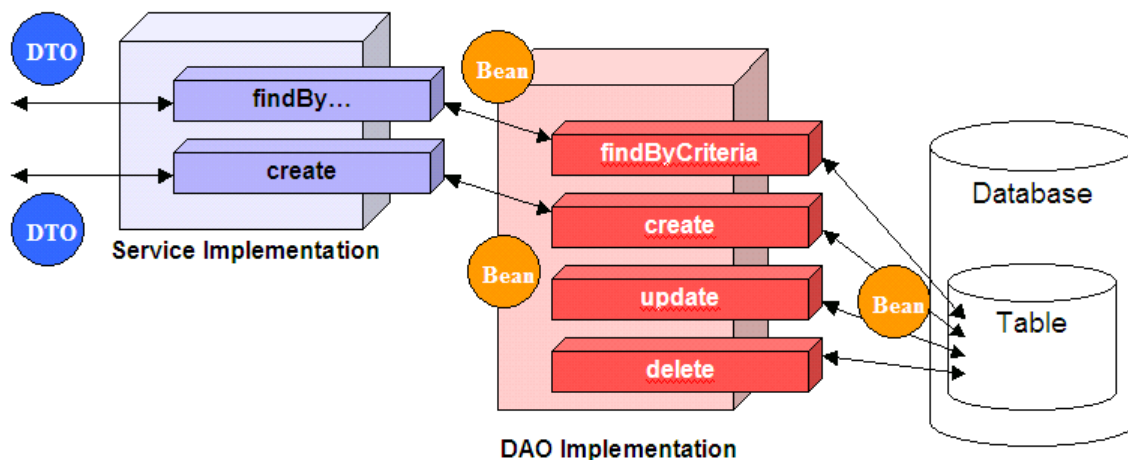 DTO
findBy…
create
DTO
Service Implementation
Bean
findByCriteria
create
Bean
update
delete
DAO Implementation
Bean
Database
Table